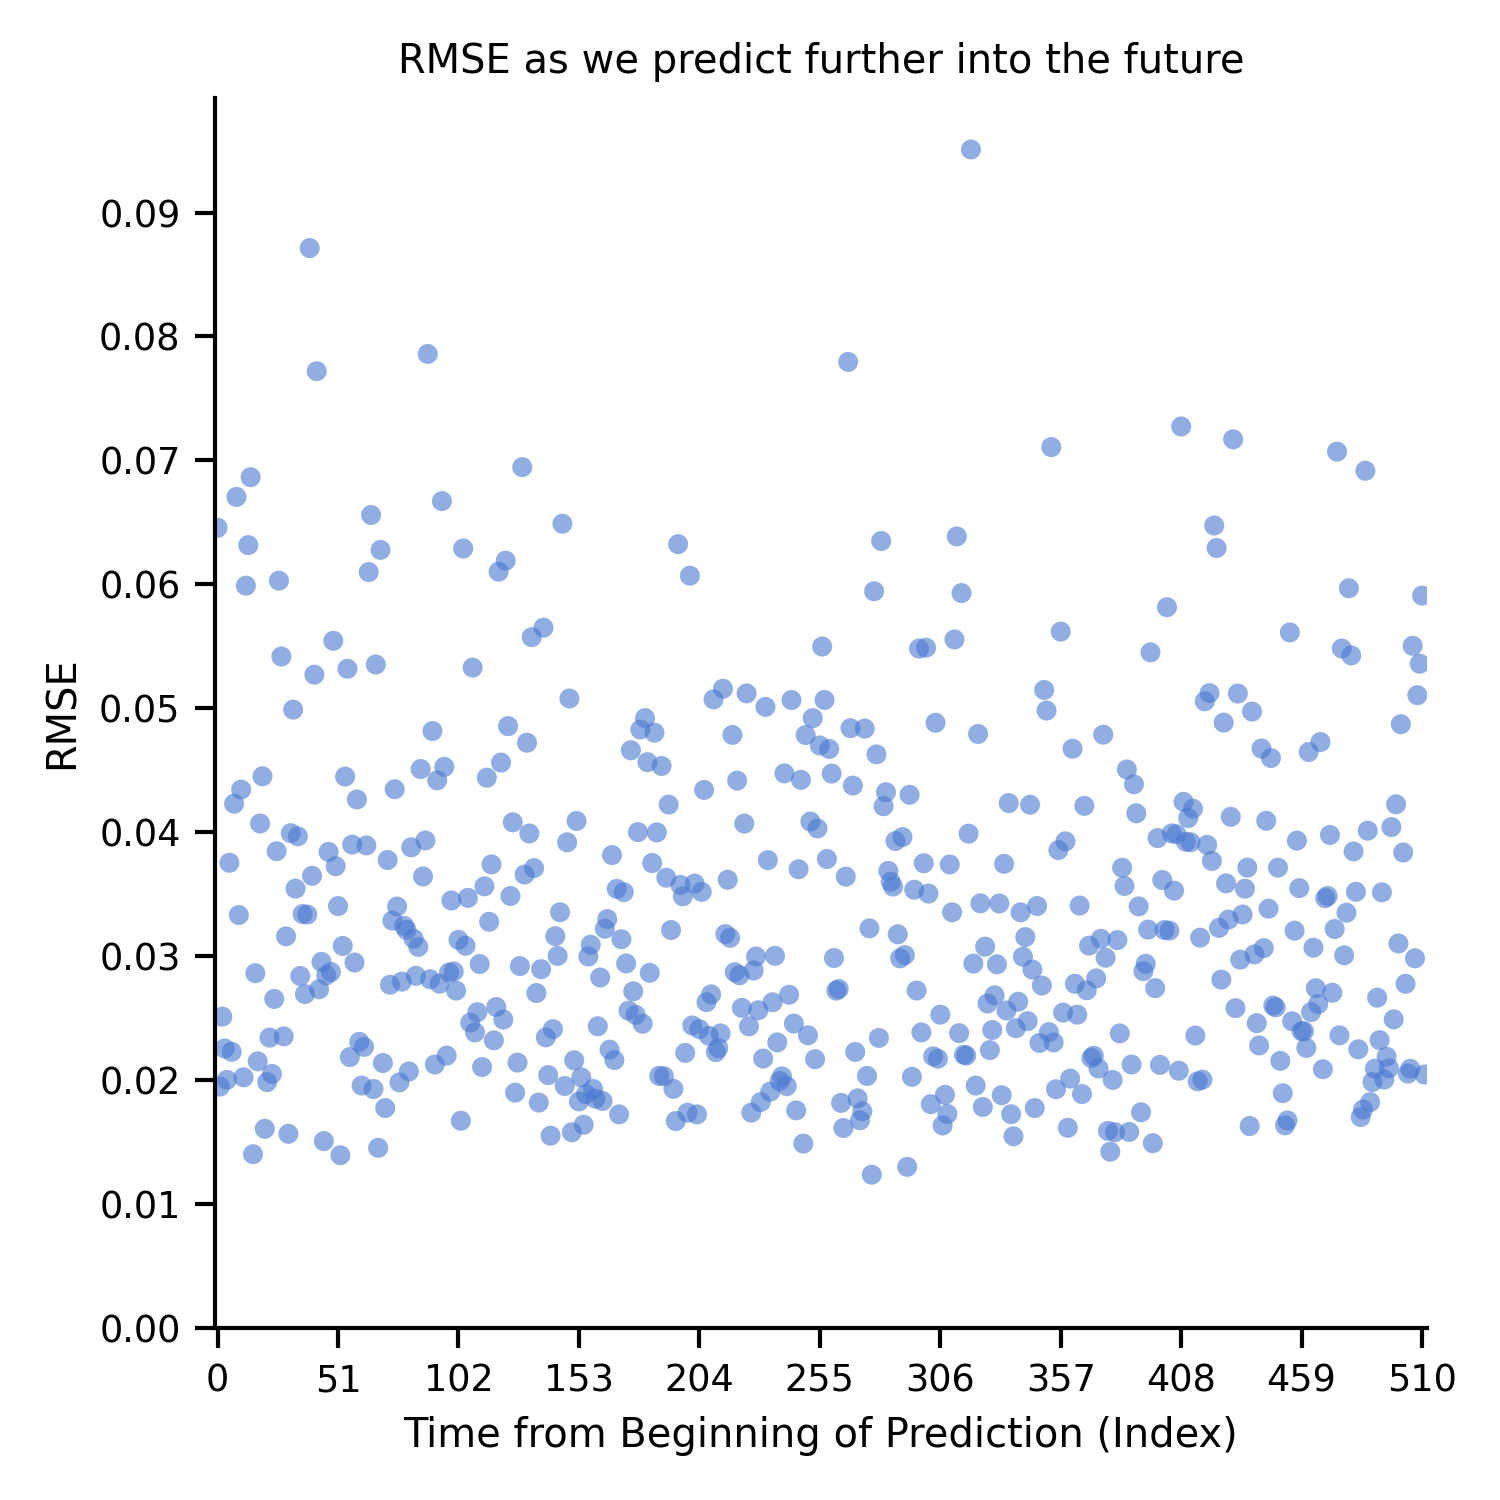 RMSE as we predict further into the future
0.09
0.08
0.07
0.06
0.05
0.04
0.03
0.02
0.01
0.00
RMSE
0 51 102 153 204 255 306 357 408 459 510
Time from Beginning of Prediction (Index)